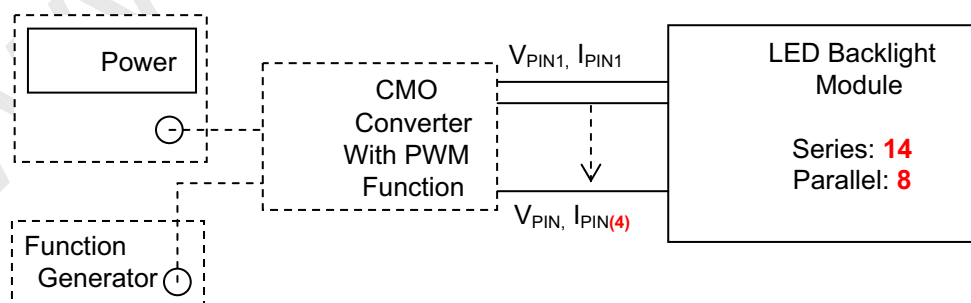 Power
CMO
Converter
With PWM
Function
Function
Generator
VPIN1, IPIN1
VPIN, IPIN(4)
LED Backlight
Module
Series: 14
Parallel: 8